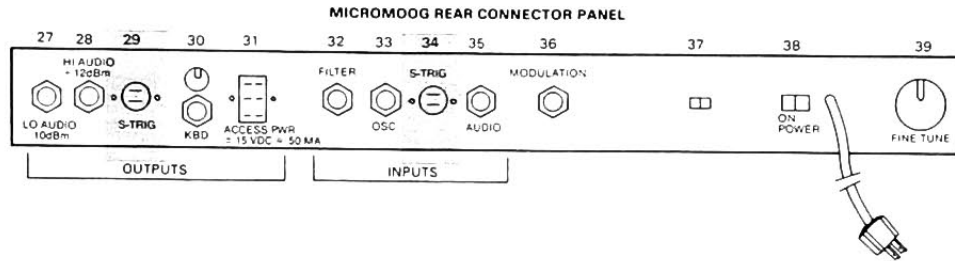 MICROMDOG REAR CONNECTOR PANEL
27 28 29 30 31 32 33 34 35 36 37 38 39
HI AUDIO
+ 12dBm
LO AUDIO
10dBm
S-TRIG
KBD
ACCESS PWR
± 15 VDC = 50 MA
FILTER
OSC
S-TRIG
AUDIO
MODULATION
ON
POWER
FINE TUNE
OUTPUTS
INPUTS